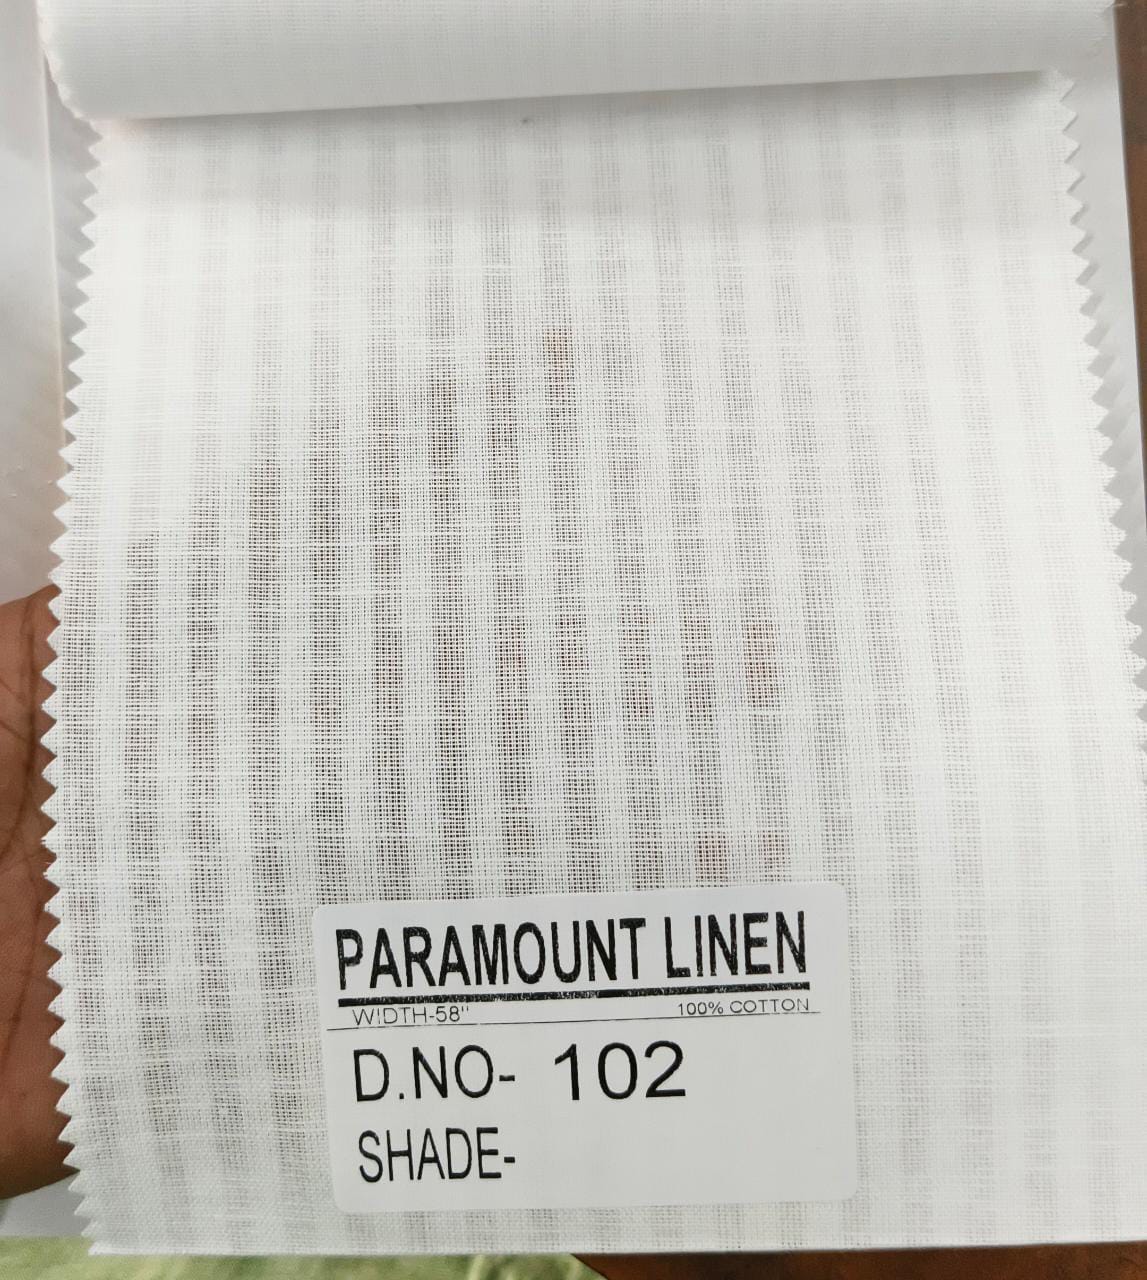 PARAMOUNT LINEN
WIDTH-58" 100% COTTON
D.NO- 102
SHADE-